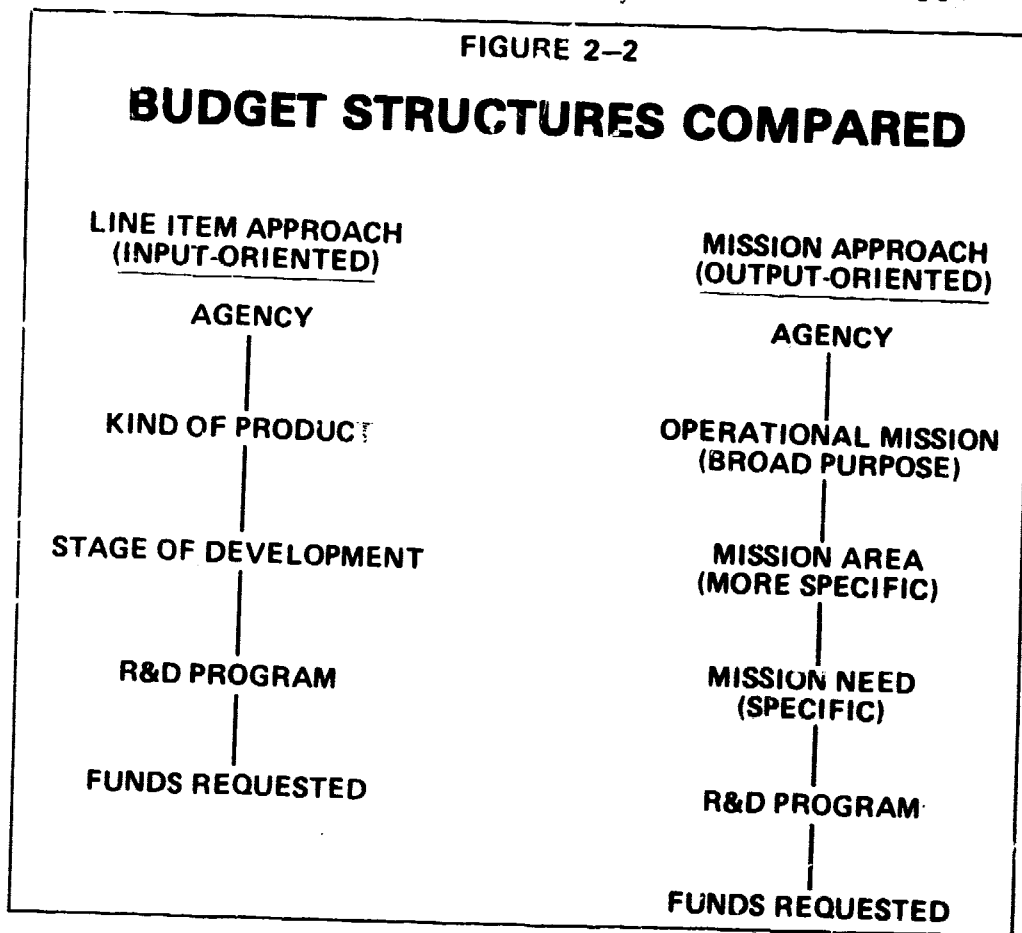 FIGURE 2–2
BUDGET STRUCTURES COMPARED
LINE ITEM APPROACH
(INPUT-ORIENTED)
AGENCY
KIND OF PRODUCT
STAGE OF DEVELOPMENT
R&D PROGRAM
FUNDS REQUESTED
MISSION APPROACH
(OUTPUT-ORIENTED)
AGENCY
OPERATIONAL MISSION
(BROAD PURPOSE)
MISSION AREA
(MORE SPECIFIC)
MISSION NEED
(SPECIFIC)
R&D PROGRAM
FUNDS REQUESTED